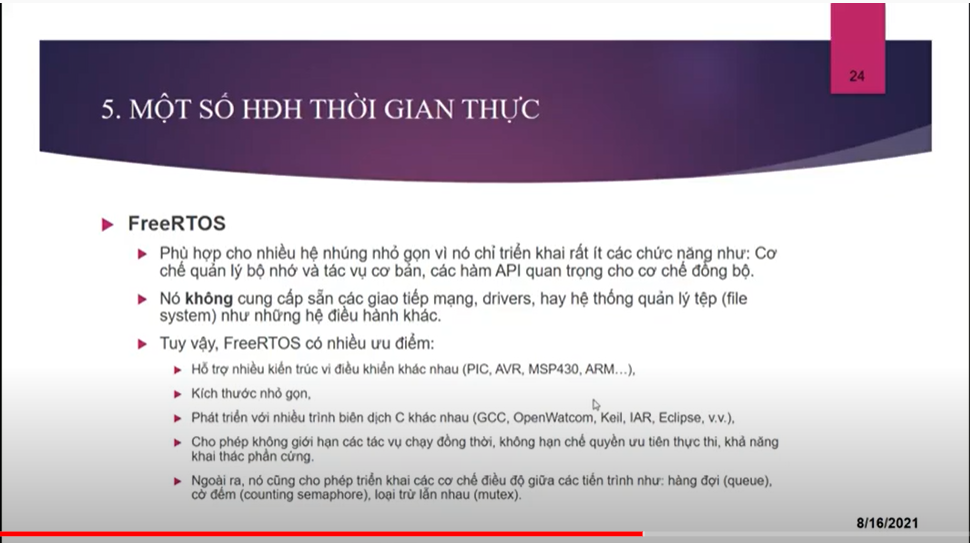 24
5. MỘT SỐ HĐH THỜI GIAN THỰC
FreeRTOS
Phù hợp cho nhiều hệ nhúng nhỏ gọn vì nó chỉ triển khai rất ít các chức năng như: Cơ
chế quản lý bộ nhớ và tác vụ cơ bản, các hàm API quan trọng cho cơ chế đồng bộ.
Nó không cung cấp sẵn các giao tiếp mạng, drivers, hay hệ thống quản lý tệp (file
system) như những hệ điều hành khác.
Tuy vậy, FreeRTOS có nhiều ưu điểm:
Hỗ trợ nhiều kiến trúc vi điều khiển khác nhau (PIC, AVR, MSP430, ARM…),
Kích thước nhỏ gọn,
Phát triển với nhiều trình biên dịch C khác nhau (GCC, OpenWatcom, Keil, IAR, Eclipse, v.v.),
Cho phép không giới hạn các tác vụ chạy đồng thời, không hạn chế quyền ưu tiên thực thi, khả năng
khai thác phần cứng.
Ngoài ra, nó cũng cho phép triển khai các cơ chế điều độ giữa các tiến trình như: hàng đợi (queue),
cờ đếm (counting semaphore), loại trừ lẫn nhau (mutex).
8/16/2021